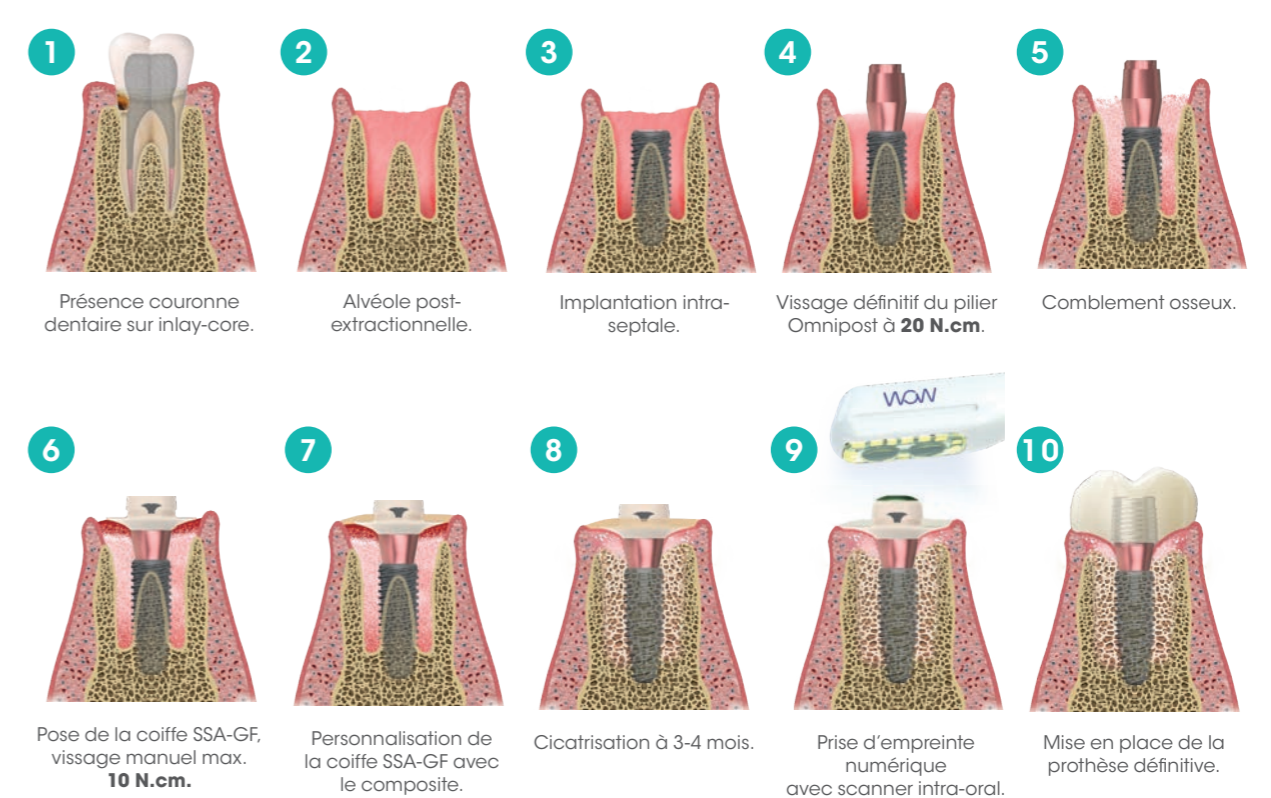 1
2
3
4
5
Présence couronne
dentaire sur inlay-core.
Alvéole post-
extractionnelle.
Implantation intra-
septale.
Vissage définitif du pilier
Omnipost à 20 N.cm.
Comblement osseux.
WOW
6
7
8
9
10
Pose de la coiffe SSA-GF,
vissage manuel max.
10 N.cm.
Personnalisation de
la coiffe SSA-GF avec
le composite.
Cicatrisation à 3-4 mois.
Prise d’empreinte
numérique
avec scanner intra-oral.
Mise en place de la
prothèse définitive.